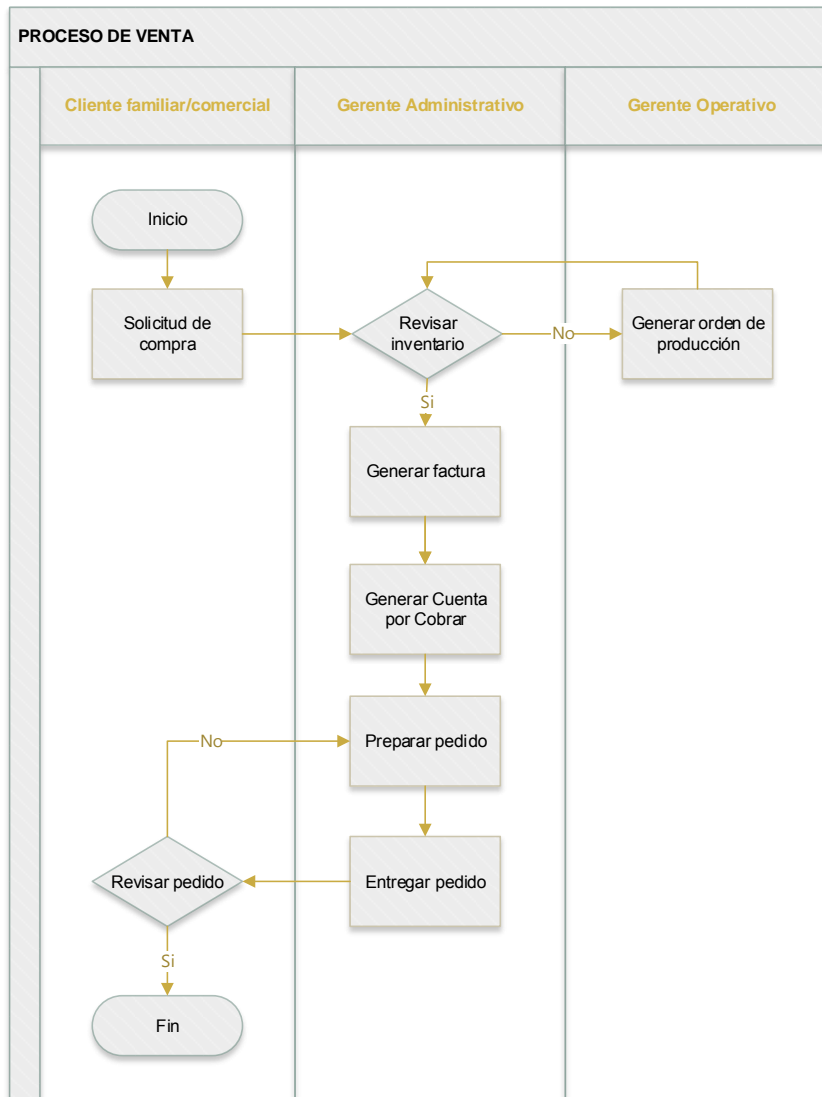 PROCESO DE VENTA
Cliente familiar/comercial
Gerente Administrativo
Gerente Operativo
Inicio
Solicitud de
compra
Revisar
inventario
No
Generar orden de
producción
Si
Generar factura
Generar Cuenta
por Cobrar
No
Preparar pedido
Revisar pedido
Entregar pedido
Si
Fin